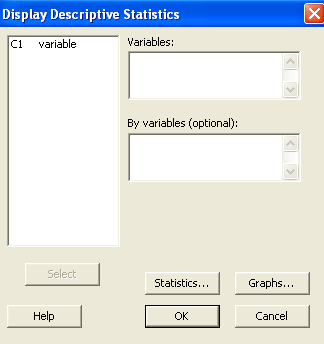 Display Descriptive Statistics
C1 variable
Variables:
By variables (optional):
Select
Statistics...
Graphs...
Help
OK
Cancel